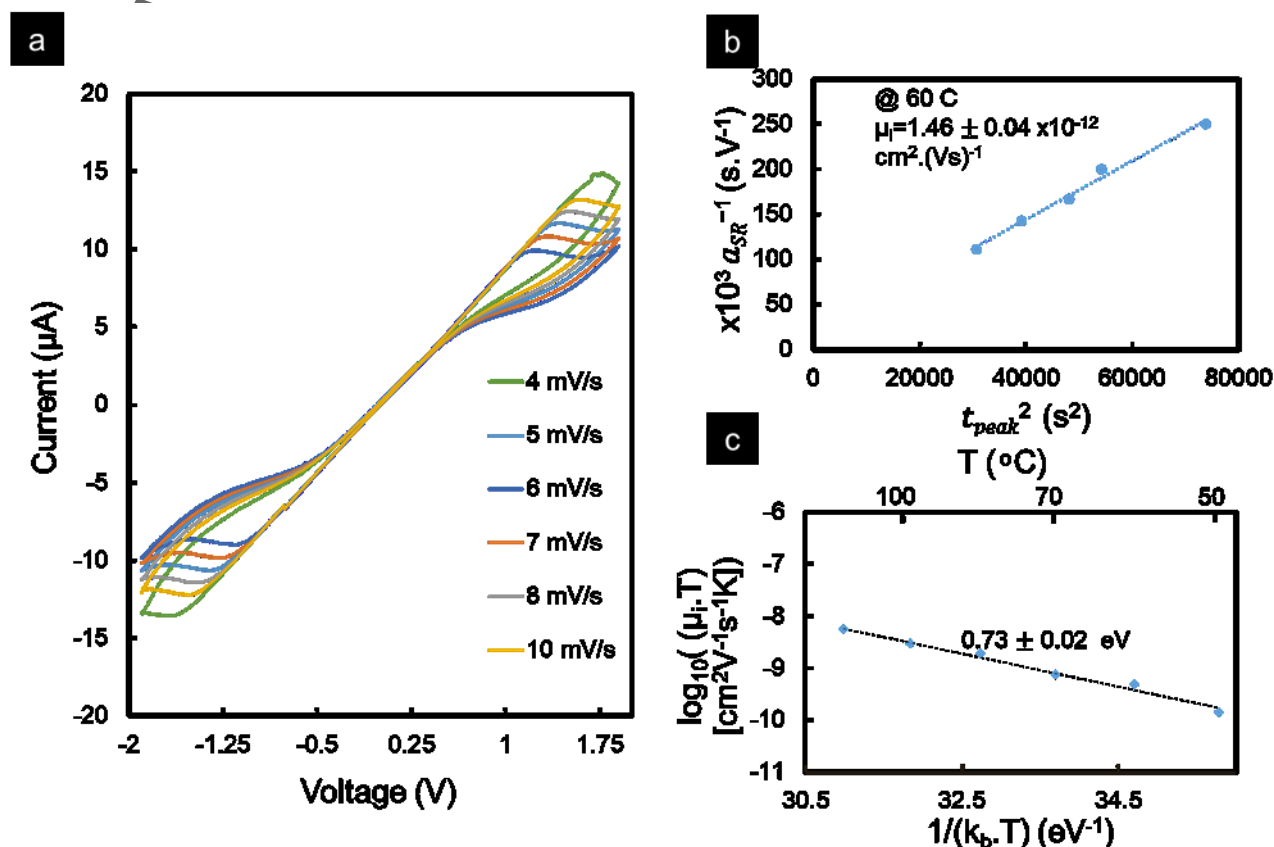 a
20
15
10
5
0
-5
-10
-15
-20
Current (μA)
-2 -1.25 -0.5 0.25 1 1.75
Voltage (V)
4 mV/s
5 mV/s
6 mV/s
7 mV/s
8 mV/s
10 mV/s
b
300
250
200
150
100
50
0
x10³ a_SR⁻¹ (s.V⁻¹)
@ 60 C
μᵢ=1.46 ± 0.04 x10⁻¹²
cm².(Vs)⁻¹
0 20000 40000 60000 80000
t_peak² (s²)
c
T (ºC)
100 70 50
-6
-7
-8
-9
-10
-11
log₁₀( (μᵢ.T)
[cm²V⁻¹s⁻¹K])
0.73 ± 0.02 eV
30.5 32.5 34.5
1/(k_b.T) (eV⁻¹)